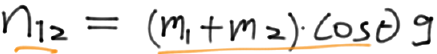 n₁₂ = (m₁+m₂)·cosθ g